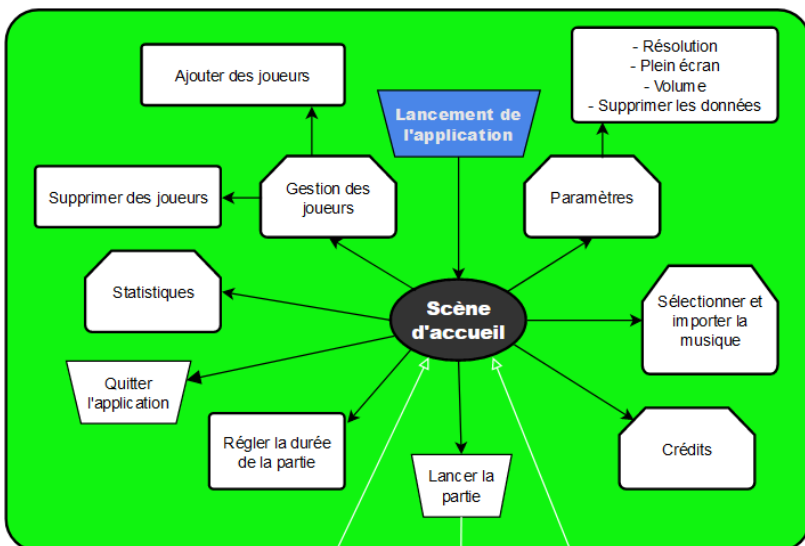 - Résolution
- Plein écran
- Volume
- Supprimer les données
Ajouter des joueurs
Lancement de
l'application
Supprimer des joueurs
Gestion des
joueurs
Paramètres
Statistiques
Scène
d'accueil
Sélectionner et
importer la
musique
Quitter
l'application
Régler la durée
de la partie
Lancer la
partie
Crédits